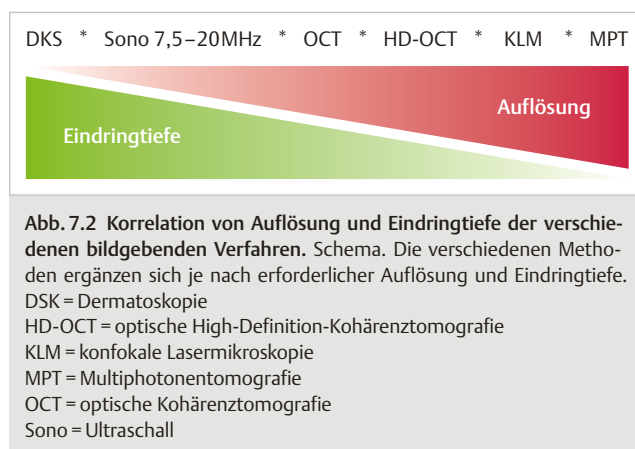 DKS * Sono 7,5–20MHz * OCT * HD-OCT * KLM * MPT
Auflösung
Eindringtiefe
Abb. 7.2 Korrelation von Auflösung und Eindringtiefe der verschie-
denen bildgebenden Verfahren. Schema. Die verschiedenen Metho-
den ergänzen sich je nach erforderlicher Auflösung und Eindringtiefe.
DSK = Dermatoskopie
HD-OCT = optische High-Definition-Kohärenztomografie
KLM = konfokale Lasermikroskopie
MPT = Multiphotonentomografie
OCT = optische Kohärenztomografie
Sono = Ultraschall